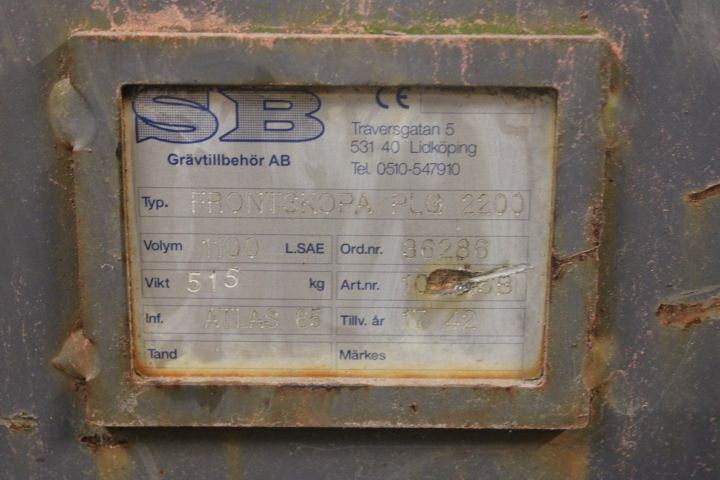 SB CE
Grävtillbehör AB
Traversgatan 5
531 40 Lidköping
Tel. 0510-547910
Typ. FRONTSKOPA PLG 2200
Volym 1100 L.SAE Ord.nr. 86286
Vikt 515 kg Art.nr.
Inf. ATLAS 65 Tillv. år 17 42
Tand Märkes